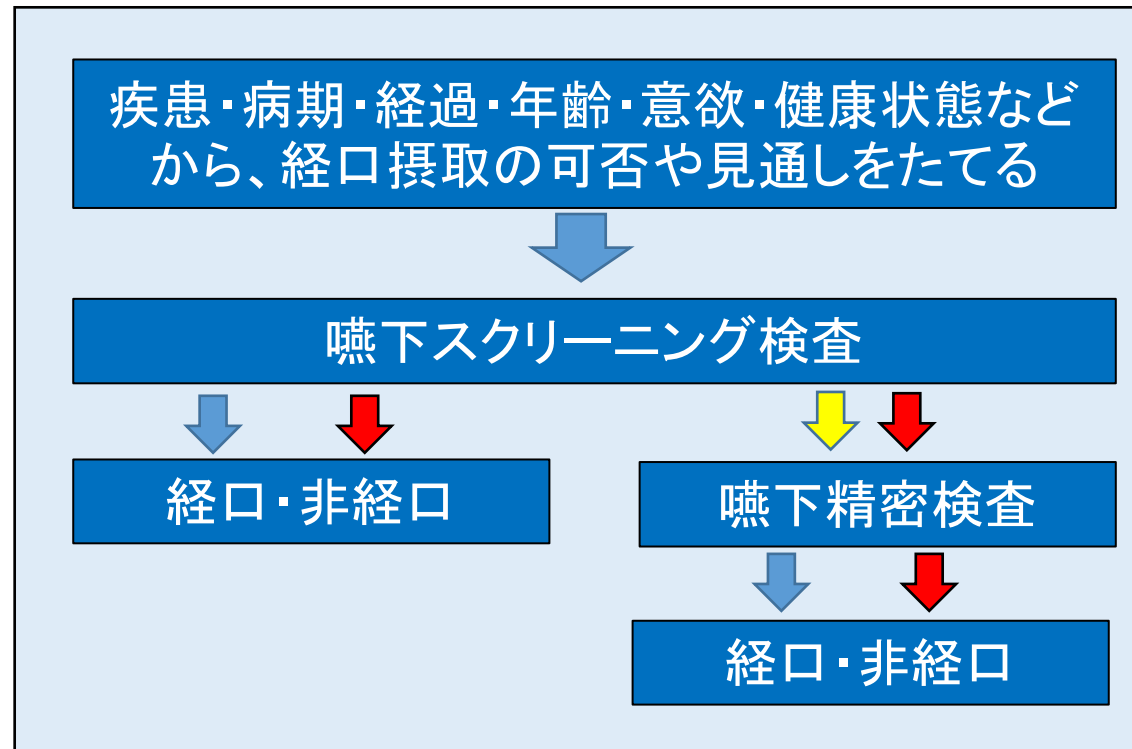 疾患・病期・経過・年齢・意欲・健康状態など
から、経口摂取の可否や見通しをたてる
嚥下スクリーニング検査
経口・非経口
嚥下精密検査
経口・非経口